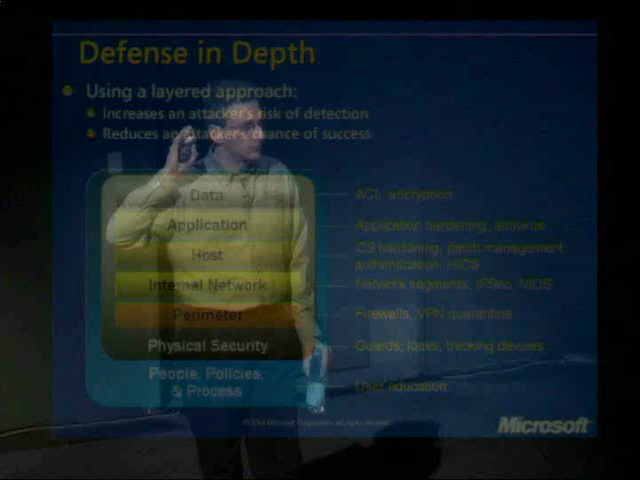 Defense in Depth
Using a layered approach:
Increases an attacker's risk of detection
Reduces an attacker's chance of success
Data
ACL, encryption
Application
Application hardening, antivirus
Host
OS hardening, patch management,
authentication, HIDS
Internal Network
Network segments, IPSec, NIDS
Perimeter
Firewalls, VPN quarantine
Physical Security
Guards, locks, tracking devices
People, Policies,
& Process
User education
Microsoft